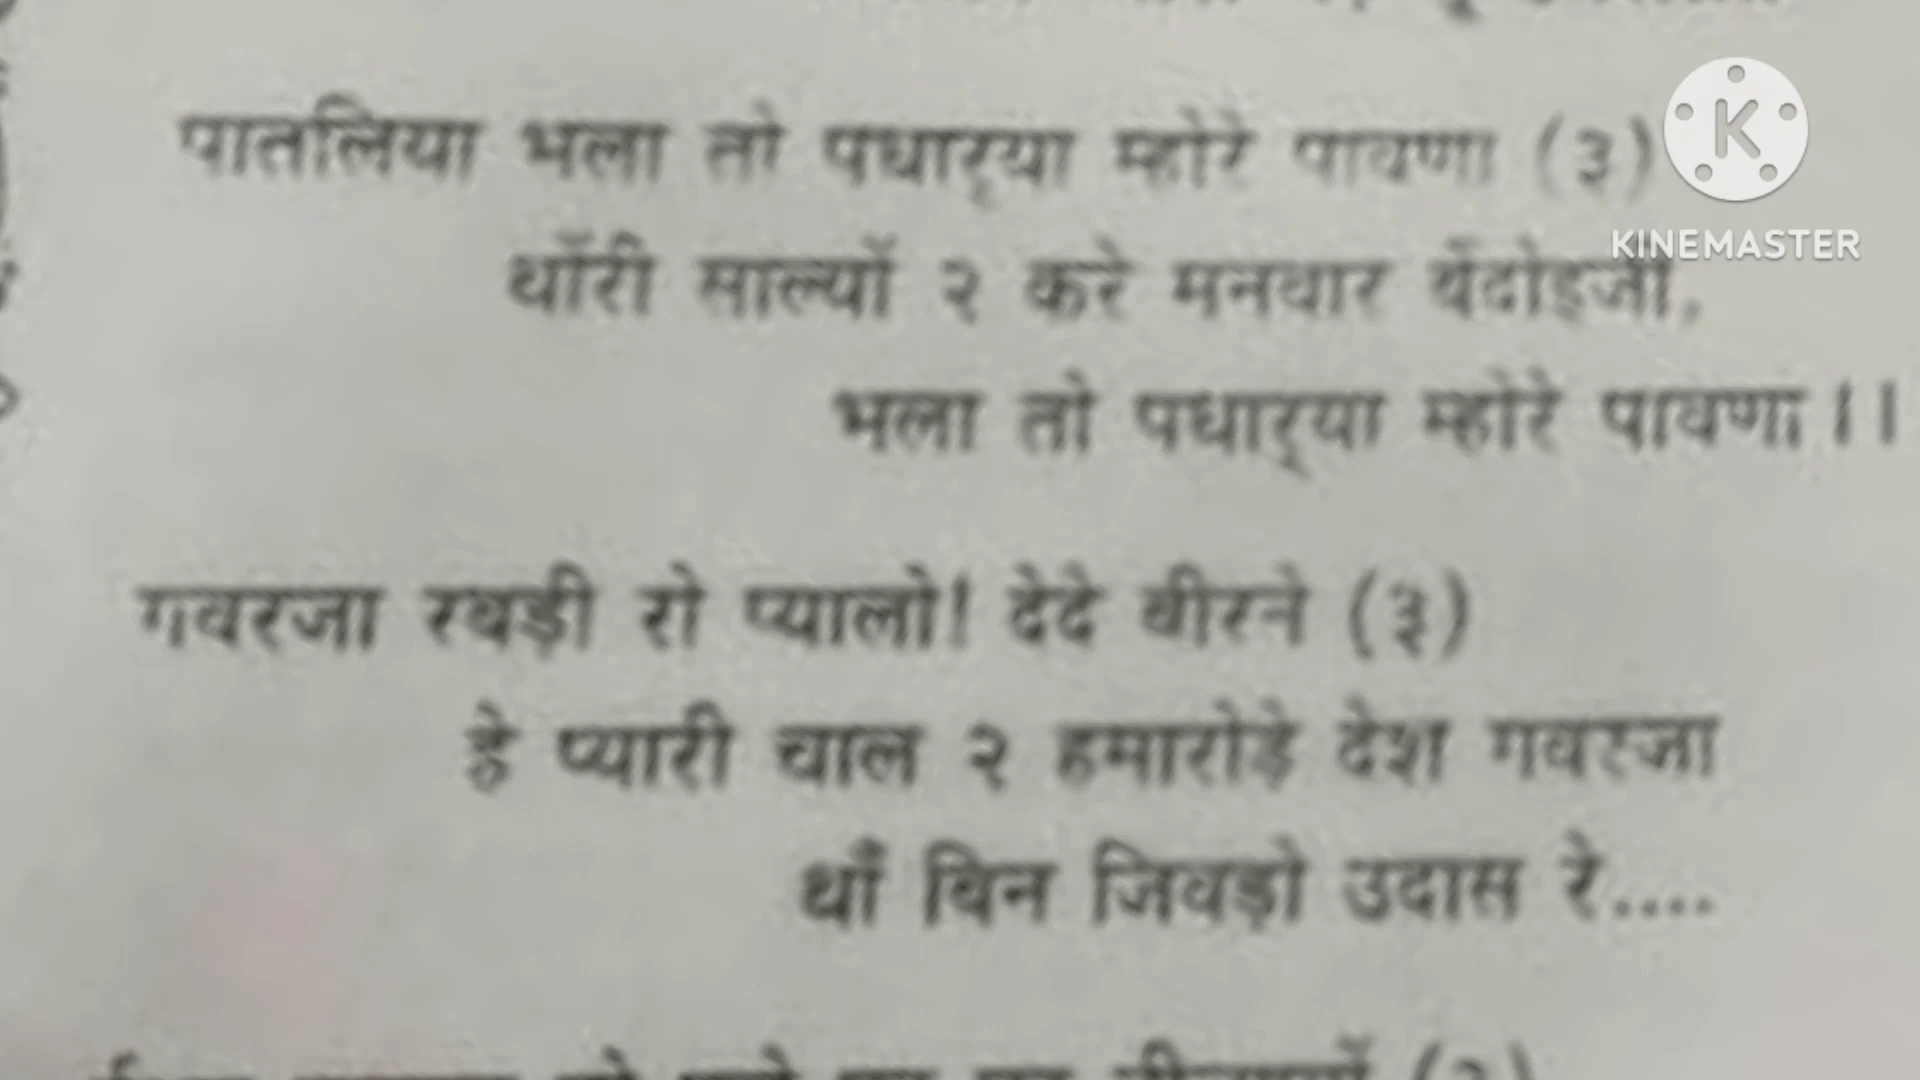 पातलिया भला तो पधार्‌या म्होरे पावणा (३)
थॉरी साल्यॉ २ करे मनवार बेंदोइजी,
भला तो पधार्‌या म्होरे पावणा ।।
गवरजा रबड़ी रो प्यालो! देदे बीरने (३)
हे प्यारी चाल २ हमारोड़े देश गवरजा
थाँ बिन जिवड़ो उदास रे....
K
KINEMASTER